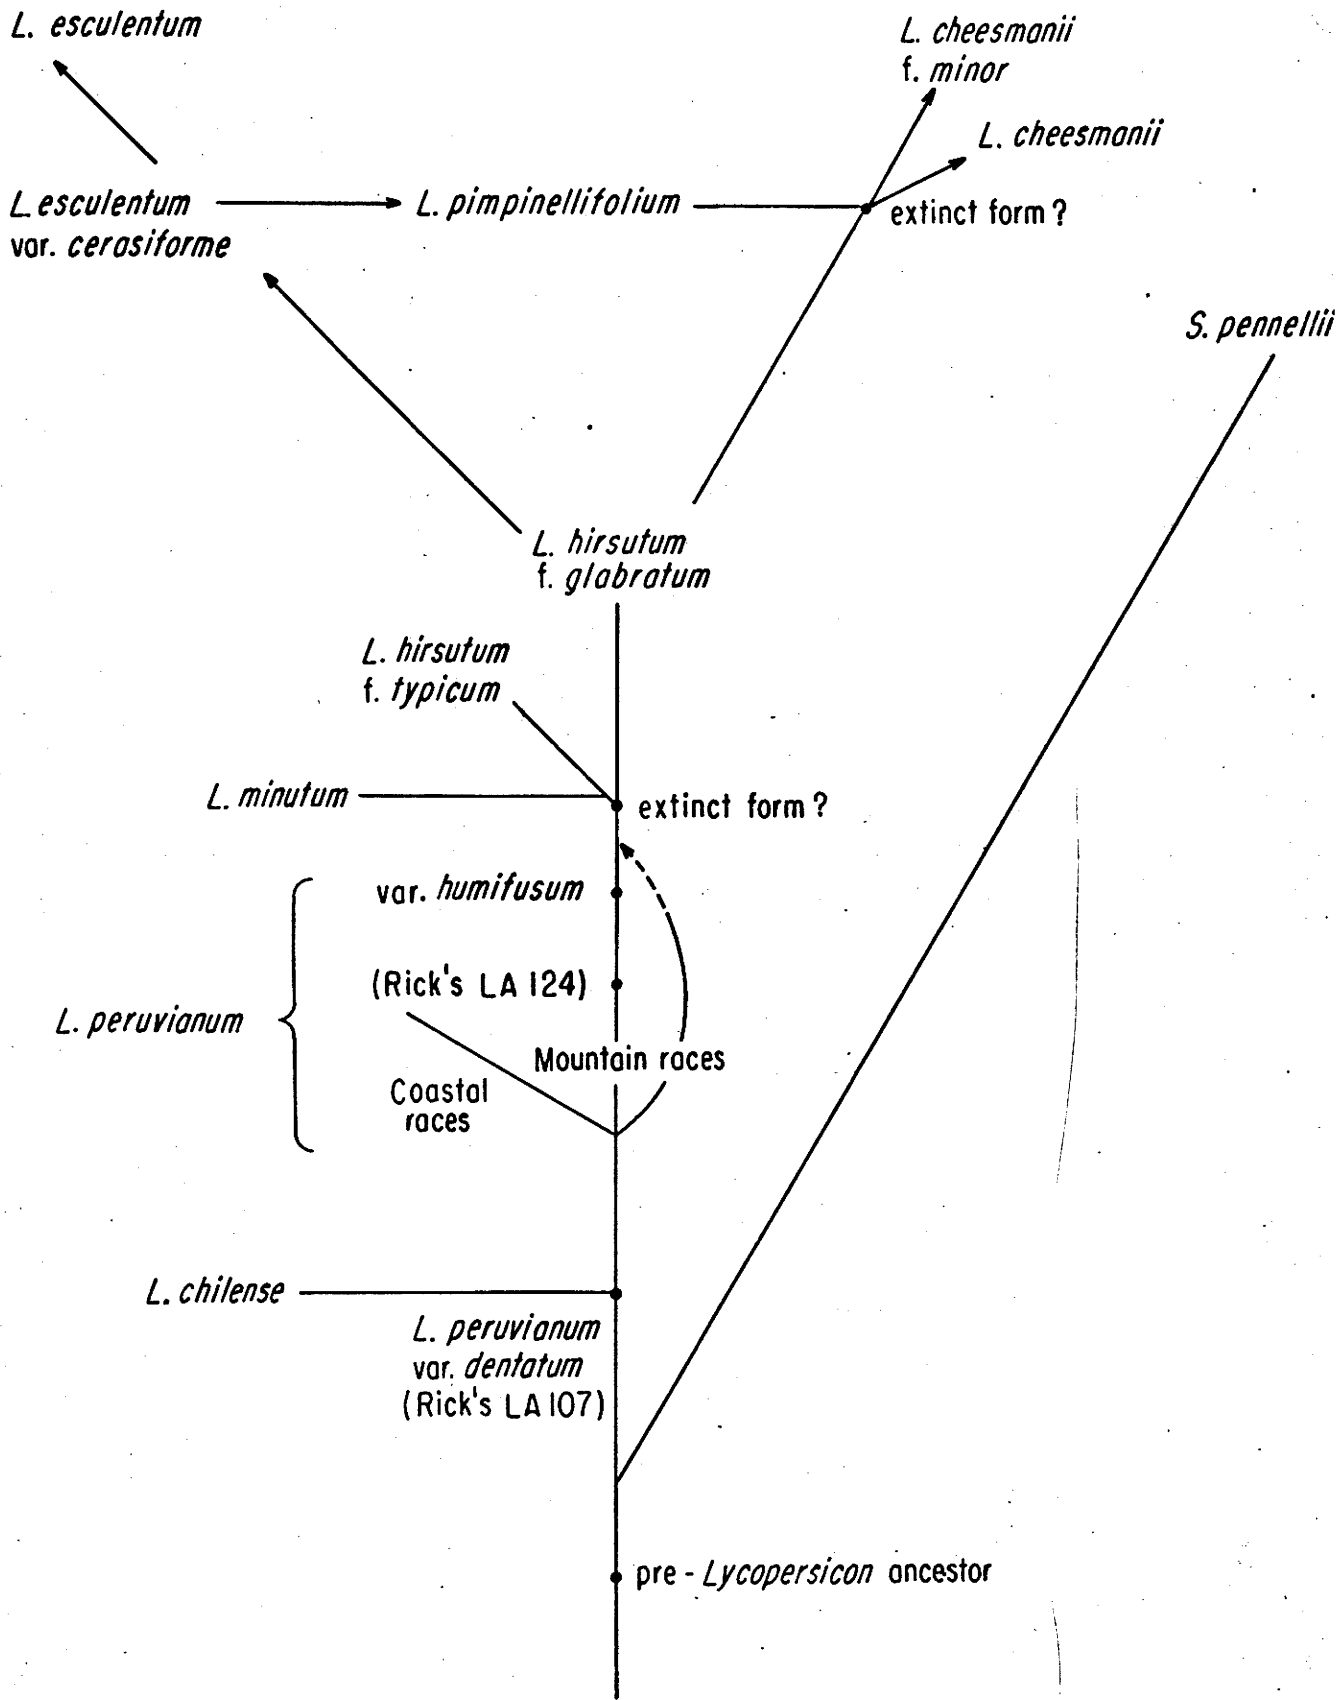 L. esculentum
L. cheesmanii
f. minor
L. cheesmanii
L. esculentum
var. cerasiforme
L. pimpinellifolium
extinct form?
S. pennellii
L. hirsutum
f. glabratum
L. hirsutum
f. typicum
L. minutum
extinct form?
var. humifusum
(Rick's LA 124)
L. peruvianum
Mountain races
Coastal
races
L. chilense
L. peruvianum
var. dentatum
(Rick's LA 107)
pre - Lycopersicon ancestor